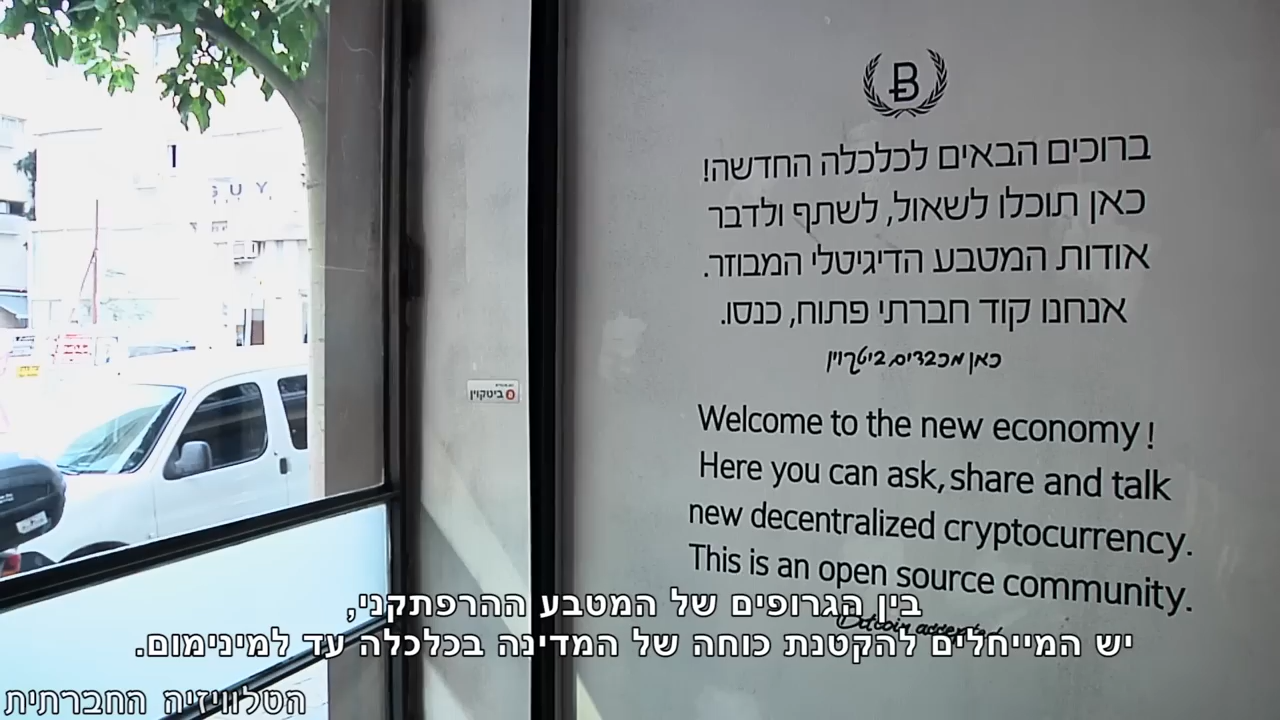 GUY
ברוכים הבאים לכלכלה החדשה!
כאן תוכלו לשאול, לשתף ולדבר
אודות המטבע הדיגיטלי המבוזר.
אנחנו קוד חברתי פתוח, כנסו.
כאן מכבדים ביטקוין
ביטקוין
Welcome to the new economy!
Here you can ask, share and talk
new decentralized cryptocurrency.
This is an open source community.
Bitcoin accepted
בין הגרופים של המטבע ההרפתקני,
יש המייחלים להקטנת כוחה של המדינה בכלכלה עד למינימום.
הטלוויזיה החברתית